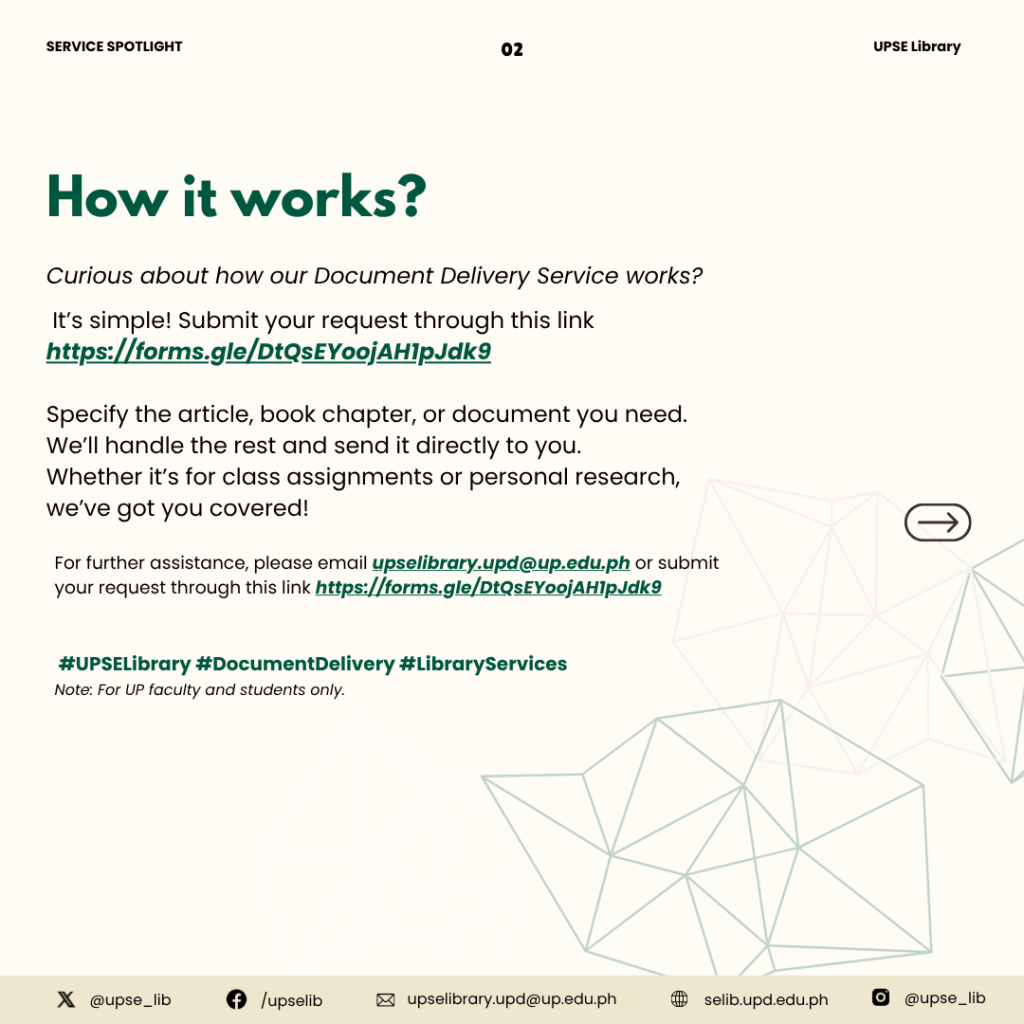 SERVICE SPOTLIGHT
02
UPSE Library
How it works?
Curious about how our Document Delivery Service works?
It's simple! Submit your request through this link
https://forms.gle/DtQsEYoojAH1pJdk9
Specify the article, book chapter, or document you need.
We'll handle the rest and send it directly to you.
Whether it's for class assignments or personal research,
we've got you covered!
For further assistance, please email upselibrary.upd@up.edu.ph or submit
your request through this link https://forms.gle/DtQsEYoojAH1pJdk9
#UPSELibrary #DocumentDelivery #LibraryServices
Note: For UP faculty and students only.
@upse_lib
/upselib
upselibrary.upd@up.edu.ph
selib.upd.edu.ph
@upse_lib